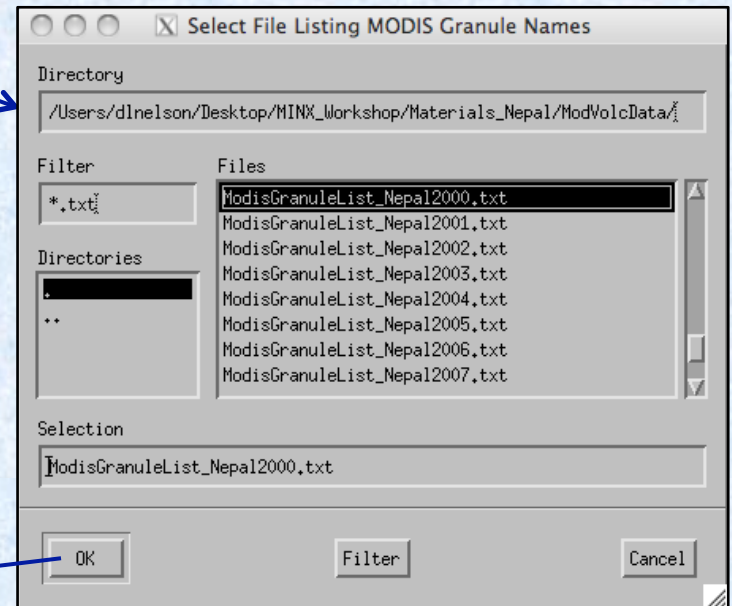 X Select File Listing MODIS Granule Names
Directory
/Users/dlnelson/Desktop/MINX_Workshop/Materials_Nepal/ModVolcData/
Filter
Files
*.txt
ModisGranuleList_Nepal2000.txt
ModisGranuleList_Nepal2001.txt
ModisGranuleList_Nepal2002.txt
ModisGranuleList_Nepal2003.txt
ModisGranuleList_Nepal2004.txt
ModisGranuleList_Nepal2005.txt
ModisGranuleList_Nepal2006.txt
ModisGranuleList_Nepal2007.txt
Directories
.
..
Selection
ModisGranuleList_Nepal2000.txt
OK
Filter
Cancel